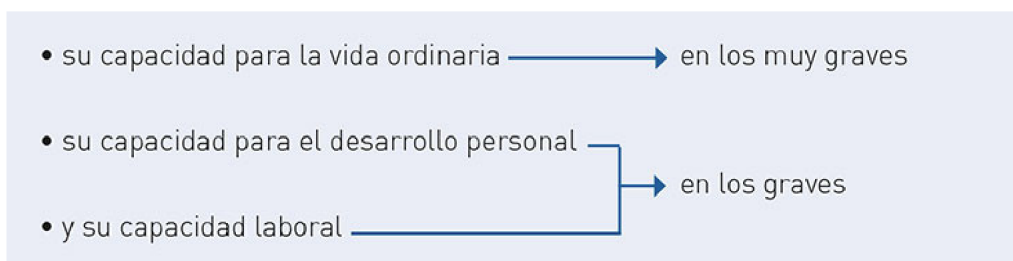 • su capacidad para la vida ordinaria → en los muy graves
• su capacidad para el desarrollo personal
en los graves
• y su capacidad laboral